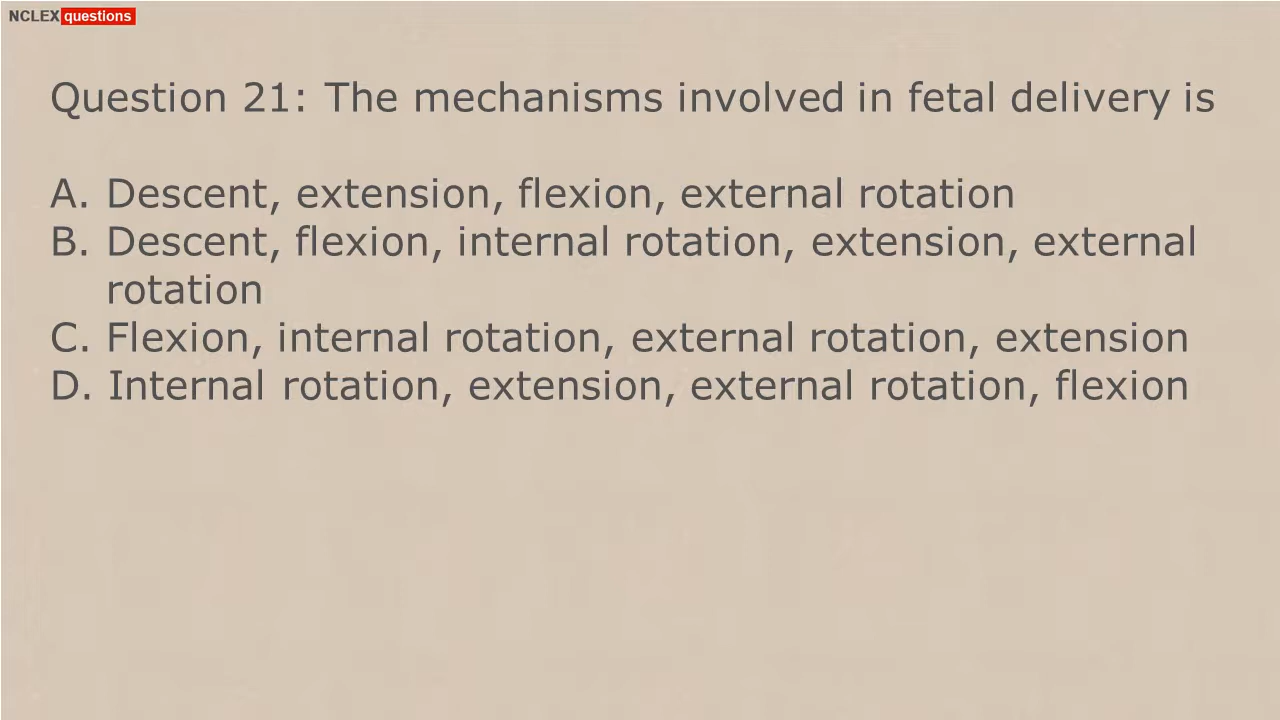 NCLEX questions
Question 21: The mechanisms involved in fetal delivery is
A. Descent, extension, flexion, external rotation
B. Descent, flexion, internal rotation, extension, external
rotation
C. Flexion, internal rotation, external rotation, extension
D. Internal rotation, extension, external rotation, flexion